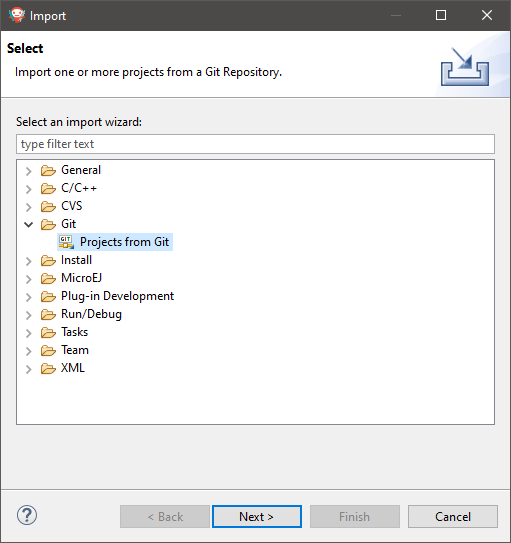 Import
Select
Import one or more projects from a Git Repository.
Select an import wizard:
type filter text
General
C/C++
CVS
Git
GIT Projects from Git
Install
MicroEJ
Plug-in Development
Run/Debug
Tasks
Team
XML
?
< Back
Next >
Finish
Cancel